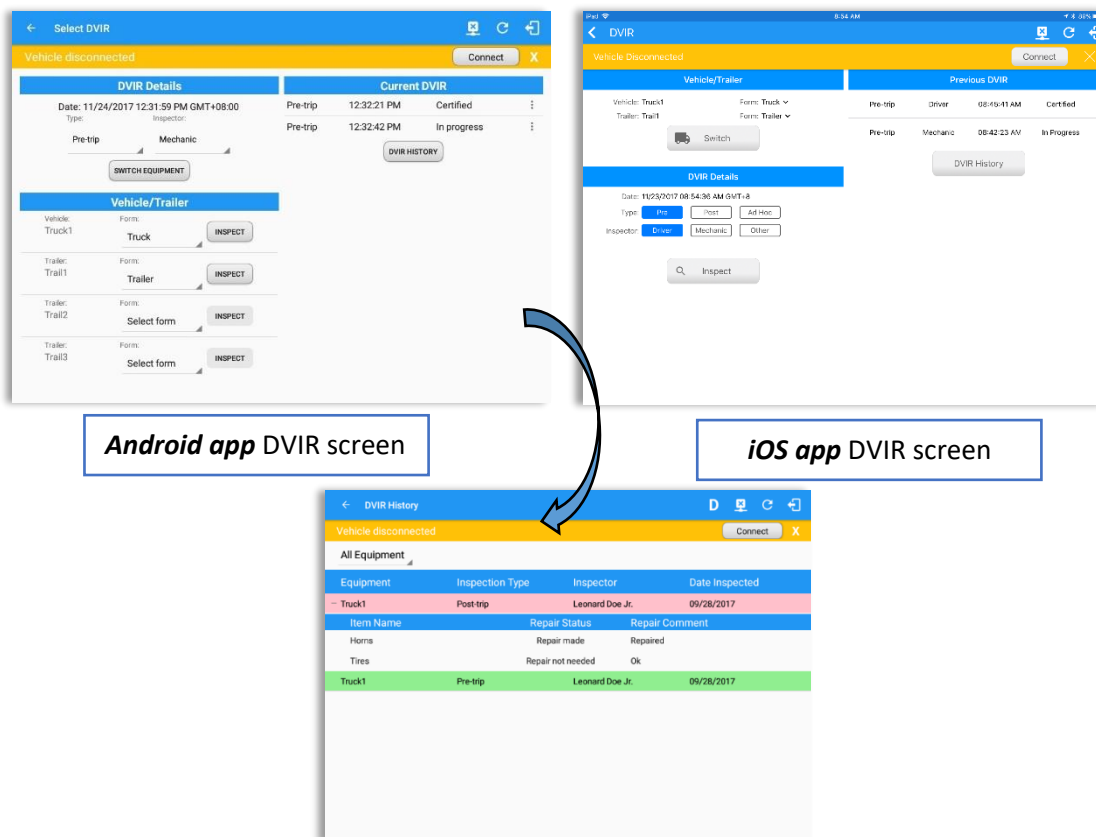 Select DVIR
Vehicle disconnected
Connect X
DVIR Details
Date: 11/24/2017 12:31:59 PM GMT+08:00
Type: Inspector:
Pre-trip Mechanic
SWITCH EQUIPMENT
Vehicle/Trailer
Vehicle: Form:
Truck1 Truck INSPECT
Trailer: Form:
Trail1 Trailer INSPECT
Trailer: Form:
Trail2 Select form INSPECT
Trailer: Form:
Trail3 Select form INSPECT
Current DVIR
Pre-trip 12:32:21 PM Certified
Pre-trip 12:32:42 PM In progress
DVIR HISTORY
Android app DVIR screen
iPad 8:54 AM 88%
DVIR
Vehicle Disconnected
Connect
Vehicle/Trailer
Vehicle: Truck1 Form: Truck
Trailer: Trail1 Form: Trailer
Switch
DVIR Details
Date: 11/23/2017 08:54:36 AM GMT+8
Type: Pre Post Ad Hoc
Inspector: Driver Mechanic Other
Inspect
Previous DVIR
Pre-trip Driver 08:45:41 AM Certified
Pre-trip Mechanic 08:42:23 AM In Progress
DVIR History
iOS app DVIR screen
DVIR History D
Vehicle disconnected
Connect X
All Equipment
Equipment Inspection Type Inspector Date Inspected
Truck1 Post-trip Leonard Doe Jr. 09/28/2017
Item Name Repair Status Repair Comment
Horns Repair made Repaired
Tires Repair not needed Ok
Truck1 Pre-trip Leonard Doe Jr. 09/28/2017